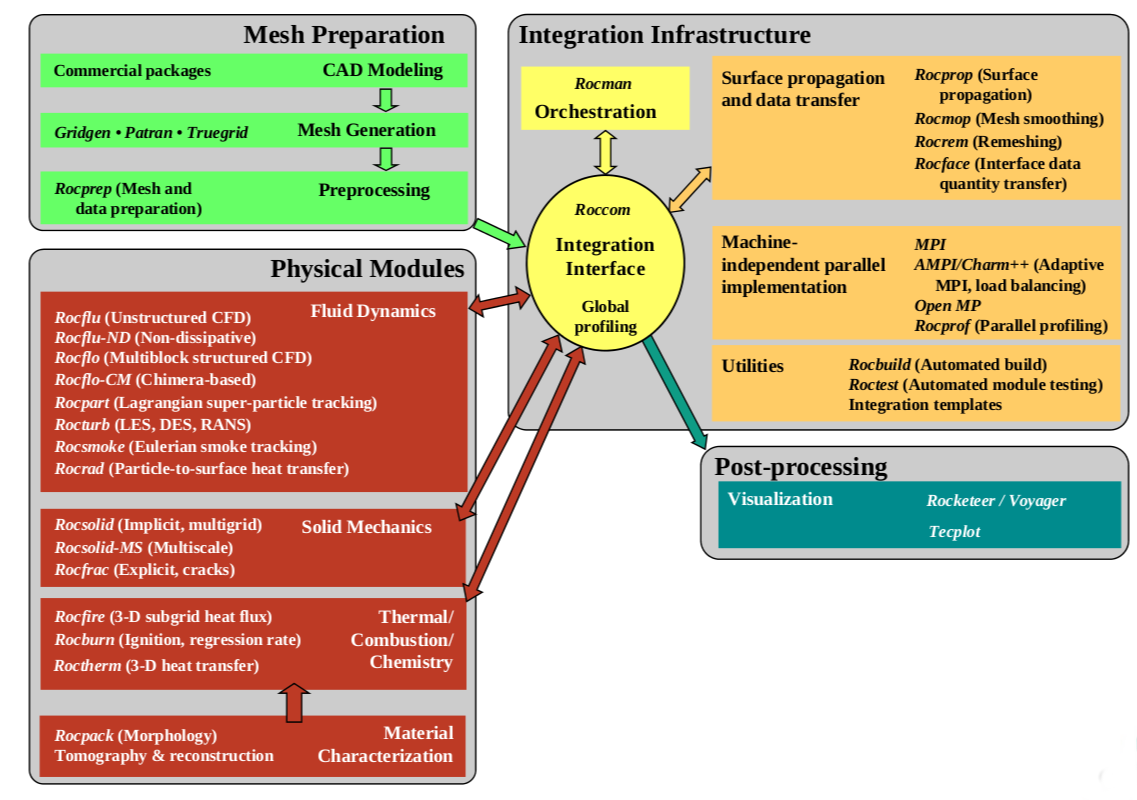 Mesh Preparation
Commercial packages
CAD Modeling
Gridgen • Patran • Truegrid
Mesh Generation
Rocprep (Mesh and
data preparation)
Preprocessing
Physical Modules
Fluid Dynamics
Rocflu (Unstructured CFD)
Rocflu-ND (Non-dissipative)
Rocflo (Multiblock structured CFD)
Rocflo-CM (Chimera-based)
Rocpart (Lagrangian super-particle tracking)
Rocturb (LES, DES, RANS)
Rocsmoke (Eulerian smoke tracking)
Rocrad (Particle-to-surface heat transfer)
Rocsolid (Implicit, multigrid)
Solid Mechanics
Rocsolid-MS (Multiscale)
Rocfrac (Explicit, cracks)
Rocfire (3-D subgrid heat flux)
Rocburn (Ignition, regression rate)
Roctherm (3-D heat transfer)
Thermal/
Combustion/
Chemistry
Rocpack (Morphology)
Tomography & reconstruction
Material
Characterization
Integration Infrastructure
Rocman
Orchestration
Roccom
Integration
Interface
Global
profiling
Surface propagation
and data transfer
Rocprop (Surface
propagation)
Rocmop (Mesh smoothing)
Rocrem (Remeshing)
Rocface (Interface data
quantity transfer)
Machine-
independent parallel
implementation
MPI
AMPI/Charm++ (Adaptive
MPI, load balancing)
Open MP
Rocprof (Parallel profiling)
Utilities
Rocbuild (Automated build)
Roctest (Automated module testing)
Integration templates
Post-processing
Visualization
Rocketeer / Voyager
Tecplot